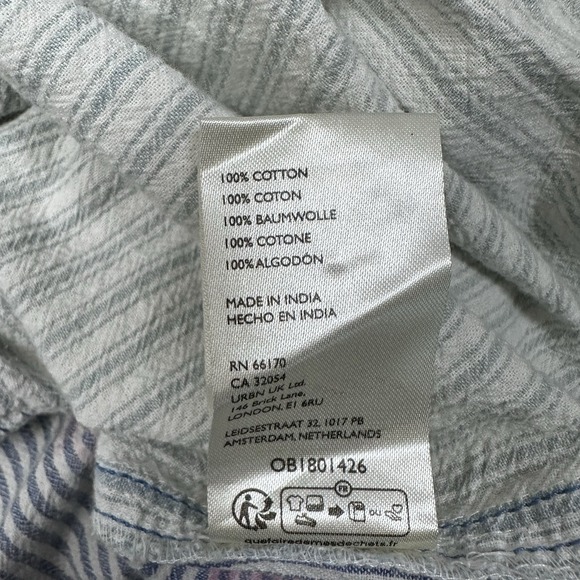 100% COTTON
100% COTON
100% BAUMWOLLE
100% COTONE
100% ALGODÓN
MADE IN INDIA
HECHO EN INDIA
RN 66170
CA 32054
URBN UK Ltd.
146 Brick Lane,
LONDON, E1 6RU
LEIDSESTRAAT 32, 1017 PB
AMSTERDAM, NETHERLANDS
OB1801426
FR
OU
quefairedemesdechets.fr